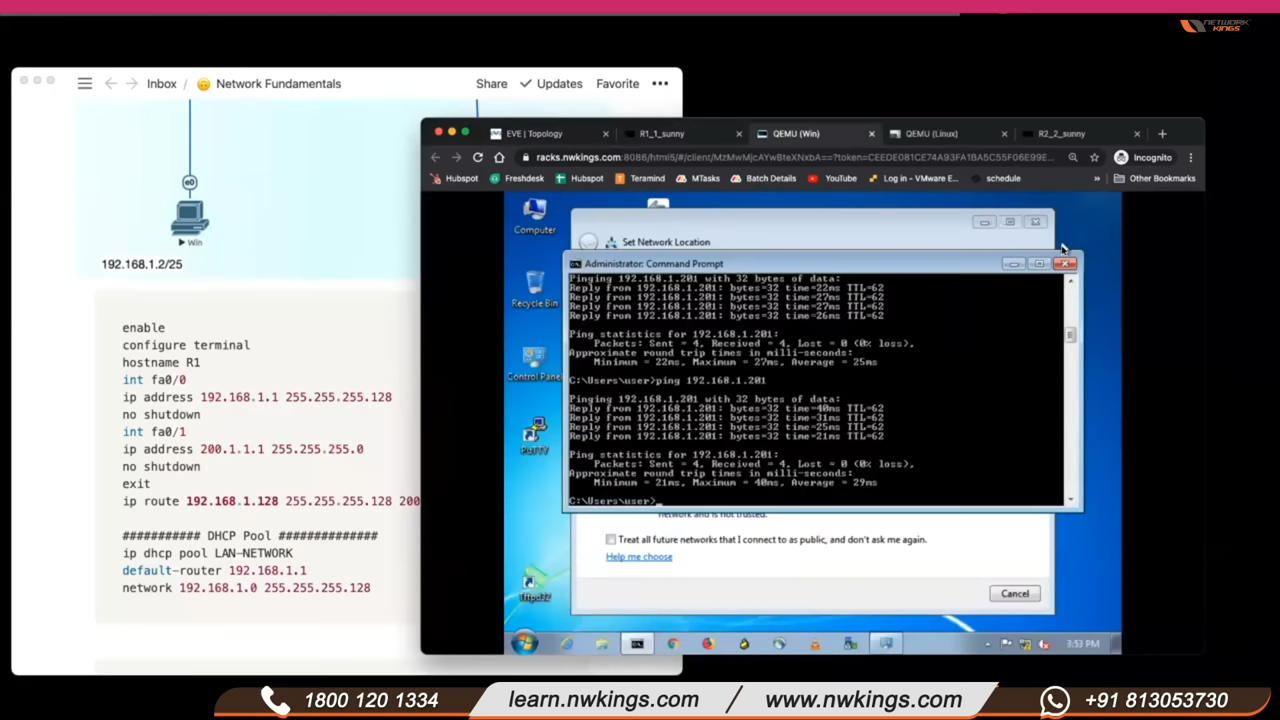 NETWORK
KINGS
Inbox / Network Fundamentals
Share
Updates
Favorite
e0
Win
192.168.1.2/25
enable
configure terminal
hostname R1
int fa0/0
ip address 192.168.1.1 255.255.255.128
no shutdown
int fa0/1
ip address 200.1.1.1 255.255.255.0
no shutdown
exit
ip route 192.168.1.128 255.255.255.128 200
########### DHCP Pool ##############
ip dhcp pool LAN-NETWORK
default-router 192.168.1.1
network 192.168.1.0 255.255.255.128
EVE | Topology
R1_1_sunny
QEMU (Win)
QEMU (Linux)
R2_2_sunny
Incognito
Hubspot
Freshdesk
Hubspot
Teramind
MTasks
Batch Details
YouTube
Log in - VMware E...
schedule
Other Bookmarks
Computer
Recycle Bin
Control Panel
PuTTY
Tftpd32
Set Network Location
Administrator: Command Prompt
Pinging 192.168.1.201 with 32 bytes of data:
Reply from 192.168.1.201: bytes=32 time=22ms TTL=62
Reply from 192.168.1.201: bytes=32 time=27ms TTL=62
Reply from 192.168.1.201: bytes=32 time=27ms TTL=62
Reply from 192.168.1.201: bytes=32 time=26ms TTL=62
Ping statistics for 192.168.1.201:
Packets: Sent = 4, Received = 4, Lost = 0 (0% loss),
Approximate round trip times in milli-seconds:
Minimum = 22ms, Maximum = 27ms, Average = 25ms
C:\Users\user>ping 192.168.1.201
Pinging 192.168.1.201 with 32 bytes of data:
Reply from 192.168.1.201: bytes=32 time=40ms TTL=62
Reply from 192.168.1.201: bytes=32 time=31ms TTL=62
Reply from 192.168.1.201: bytes=32 time=25ms TTL=62
Reply from 192.168.1.201: bytes=32 time=21ms TTL=62
Ping statistics for 192.168.1.201:
Packets: Sent = 4, Received = 4, Lost = 0 (0% loss),
Approximate round trip times in milli-seconds:
Minimum = 21ms, Maximum = 40ms, Average = 29ms
C:\Users\user>_
network and is not trusted.
Treat all future networks that I connect to as public, and don't ask me again.
Help me choose
Cancel
3:53 PM
1800 120 1334
learn.nwkings.com / www.nwkings.com
+91 813053730